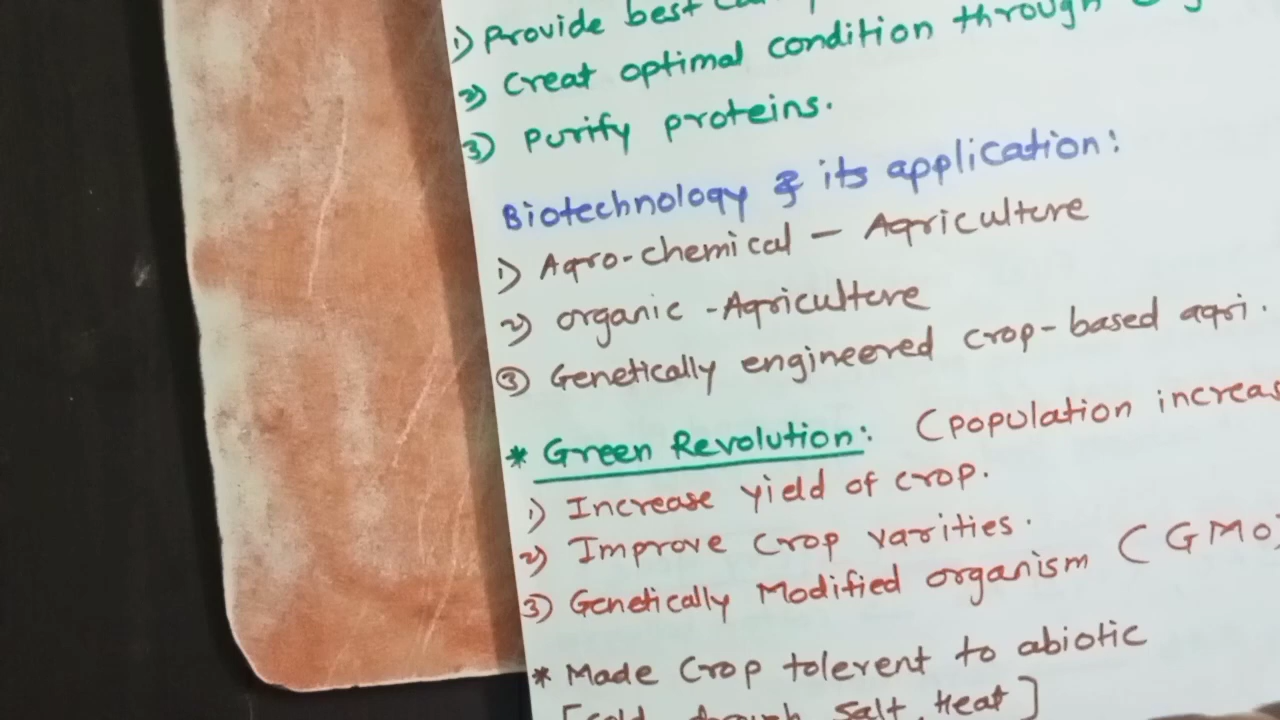 1) Provide best
2) Creat optimal condition through
3) Purify proteins.
Biotechnology & its application:
1) Agro-chemical - Agriculture
2) organic - Agriculture
3) Genetically engineered crop-based agri.
* Green Revolution: (population increas
1) Increase yield of crop.
2) Improve crop varities.
3) Genetically Modified organism (GMO)
* Made Crop tolerent to abiotic
Salt, Heat]